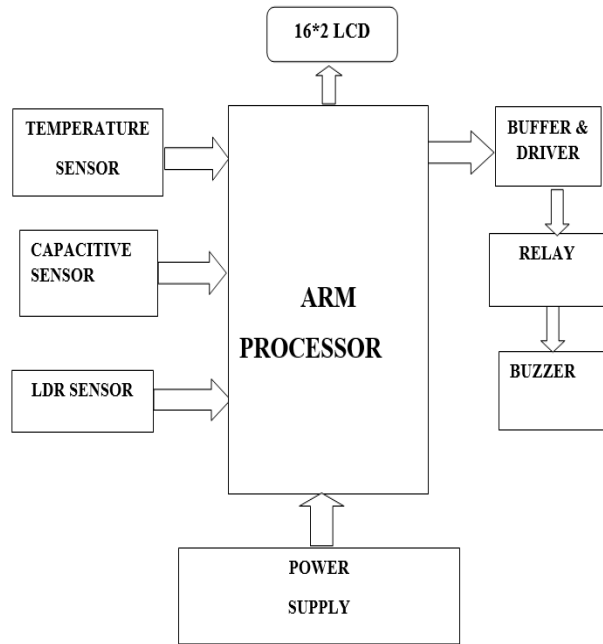 16*2 LCD
TEMPERATURE
SENSOR
CAPACITIVE
SENSOR
LDR SENSOR
ARM
PROCESSOR
BUFFER &
DRIVER
RELAY
BUZZER
POWER
SUPPLY